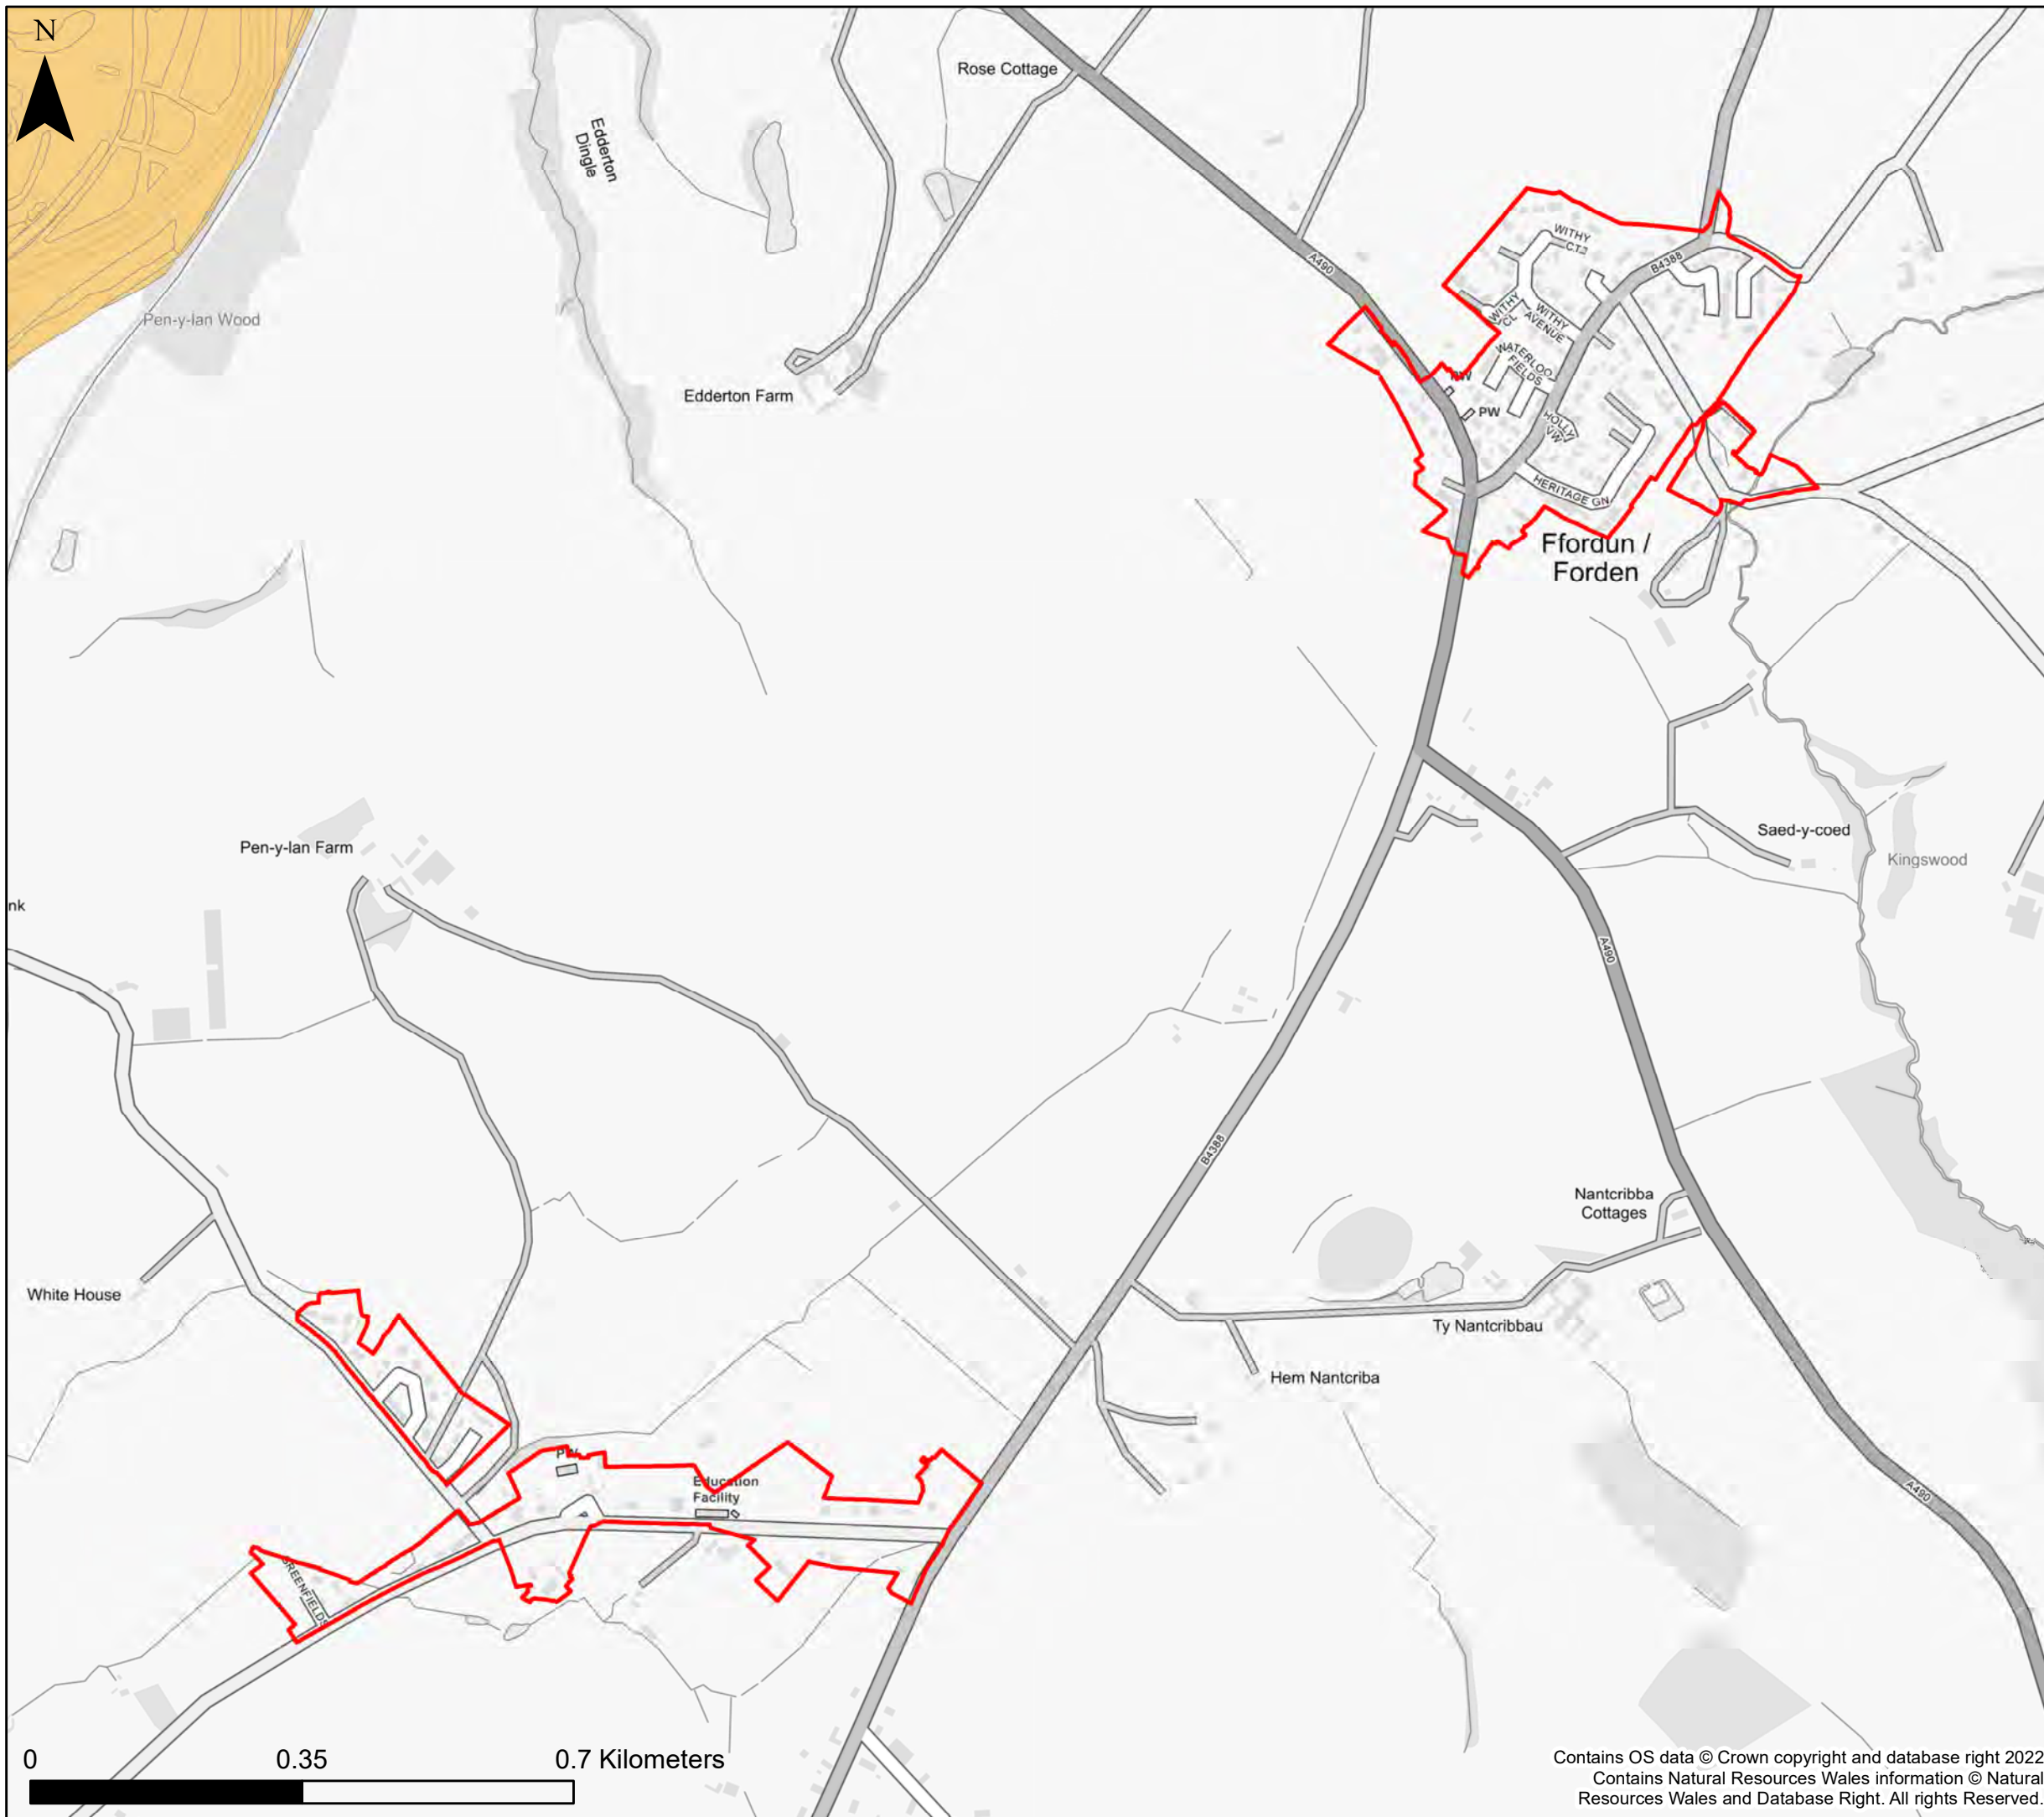 N
Rose Cottage
Edderton
Dingle
WITHY
CT
A490
B4388
Pen-y-lan Wood
WITHY
CL
WITHY
AVENUE
WATERLOO
FIELDS
Edderton Farm
PW
PW
HOLLY
VW
HERITAGE GN
Ffordun /
Forden
Saed-y-coed
Pen-y-lan Farm
Kingswood
nk
A490
B4388
Nantcribba
Cottages
White House
Ty Nantcribbau
Hem Nantcriba
PW
Education
Facility
A490
GREENFIELDS
0 0.35 0.7 Kilometers
Contains OS data © Crown copyright and database right 2022
Contains Natural Resources Wales information © Natural
Resources Wales and Database Right. All rights Reserved.